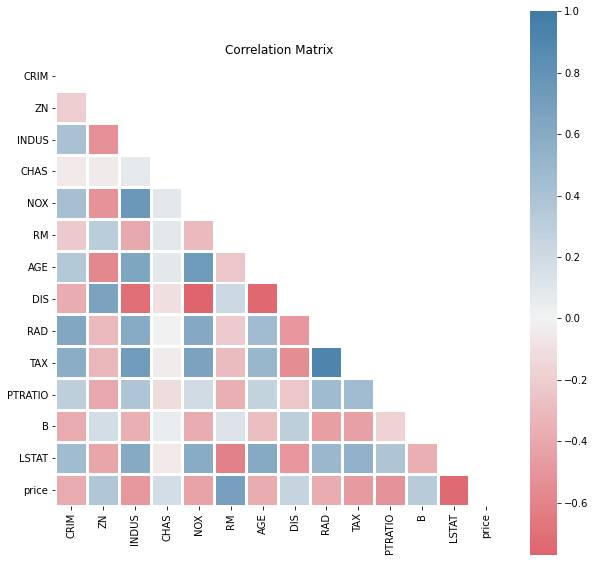 Correlation Matrix
CRIM
ZN
INDUS
CHAS
NOX
RM
AGE
DIS
RAD
TAX
PTRATIO
B
LSTAT
price
CRIM
ZN
INDUS
CHAS
NOX
RM
AGE
DIS
RAD
TAX
PTRATIO
B
LSTAT
price
1.0
0.8
0.6
0.4
0.2
0.0
−0.2
−0.4
−0.6